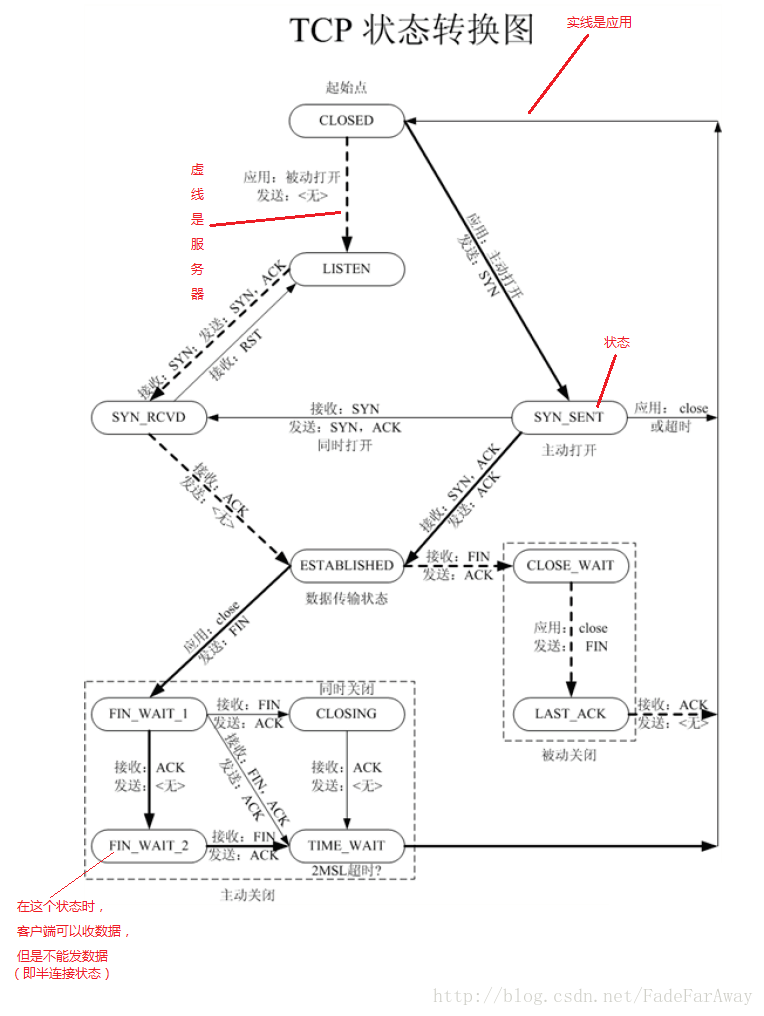 TCP 状态转换图
实线是应用
起始点
CLOSED
虚
线
是
服
务
器
应用：被动打开
发送：<无>
应用：主动打开
发送：SYN
LISTEN
接收：SYN；发送：SYN，ACK
接收：RST
状态
SYN_RCVD
接收：SYN
发送：SYN，ACK
同时打开
SYN_SENT
应用： close
或超时
主动打开
接收：ACK
发送：<无>
接收：SYN，ACK
发送：ACK
ESTABLISHED
数据传输状态
接收：FIN
发送：ACK
CLOSE_WAIT
应用：close
发送：FIN
应用： close
发送： FIN
同时关闭
FIN_WAIT_1
接收：FIN
发送：ACK
CLOSING
LAST_ACK
接收：ACK
发送：<无>
被动关闭
接收：ACK
发送：<无>
接收：FIN，ACK
发送：ACK
接收：ACK
发送：<无>
FIN_WAIT_2
接收：FIN
发送：ACK
TIME_WAIT
2MSL超时?
主动关闭
在这个状态时，
客户端可以收数据，
但是不能发数据
（即半连接状态）
http://blog.csdn.net/FadeFarAway